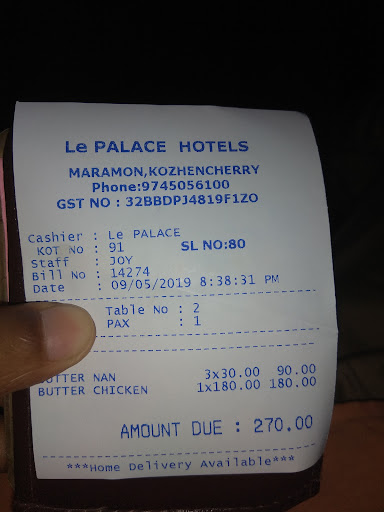 Le PALACE HOTELS
MARAMON,KOZHENCHERRY
Phone:9745056100
GST NO : 32BBDPJ4819F1ZO
Cashier : Le PALACE
KOT No : 91 SL NO:80
Staff : JOY
Bill No : 14274
Date : 09/05/2019 8:38:31 PM
Table No : 2
PAX : 1
UTTER NAN 3x30.00 90.00
BUTTER CHICKEN 1x180.00 180.00
AMOUNT DUE : 270.00
***Home Delivery Available***